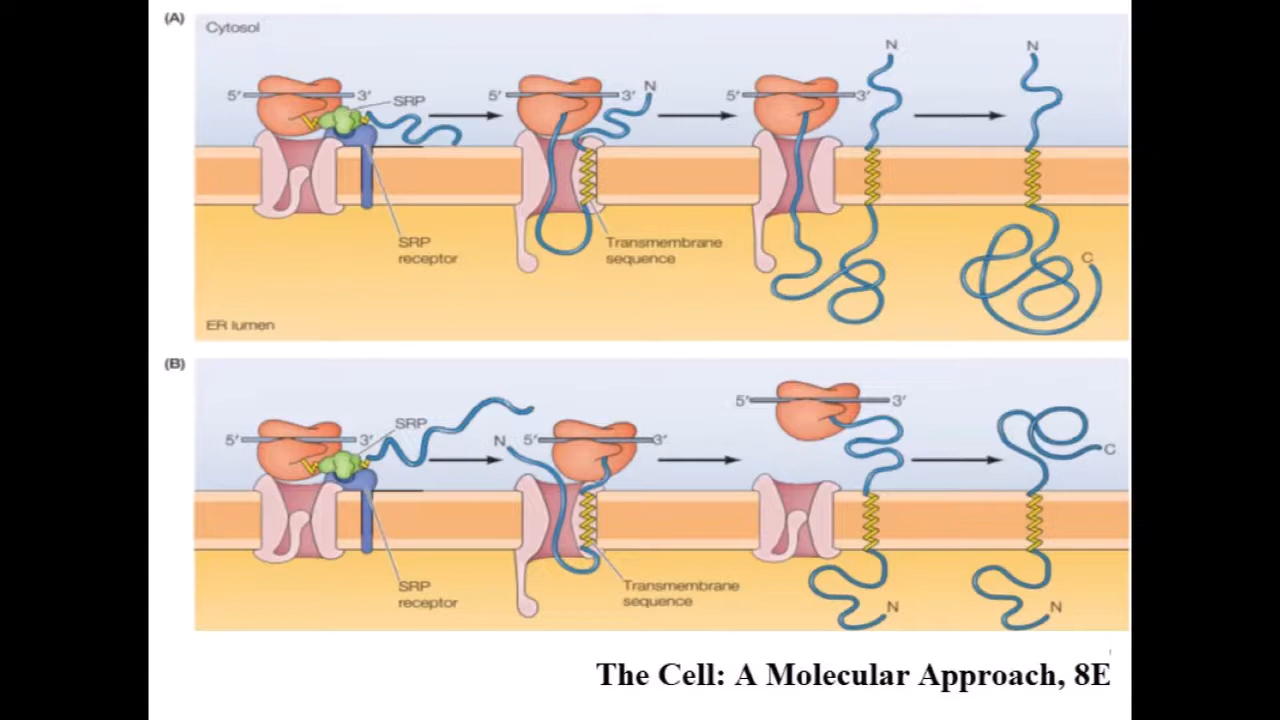 (A)
Cytosol
N
N
5′ 3′ SRP 5′ 3′ N 5′ 3′
SRP
receptor
Transmembrane
sequence
C
ER lumen
(B)
5′ 3′
SRP
5′ 3′ N 5′ 3′
C
SRP
receptor
Transmembrane
sequence
N
N
The Cell: A Molecular Approach, 8E